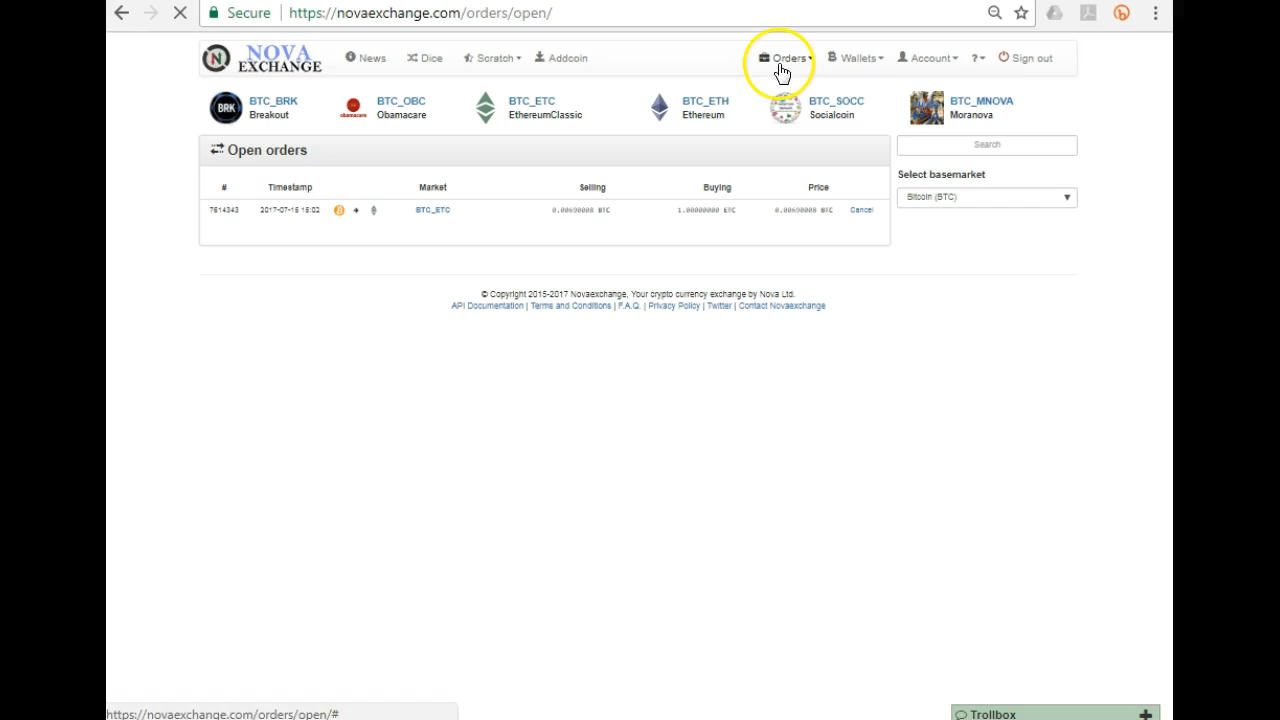 Secure https://novaexchange.com/orders/open/
NOVA EXCHANGE
News Dice Scratch Addcoin Orders Wallets Account ? Sign out
BTC_BRK BTC_OBC BTC_ETC BTC_ETH BTC_SOCC BTC_MNOVA
Breakout Obamacare EthereumClassic Ethereum Socialcoin Moranova
Open orders
Search
Select basemarket
Bitcoin (BTC)
# Timestamp Market Selling Buying Price
7614343 2017-07-15 15:02 BTC_ETC 0.00690008 BTC 1.00000000 ETC 0.00690008 BTC Cancel
© Copyright 2015-2017 Novaexchange, Your crypto currency exchange by Nova Ltd.
API Documentation | Terms and Conditions | F.A.Q. | Privacy Policy | Twitter | Contact Novaexchange
https://novaexchange.com/orders/open/#
Trollbox